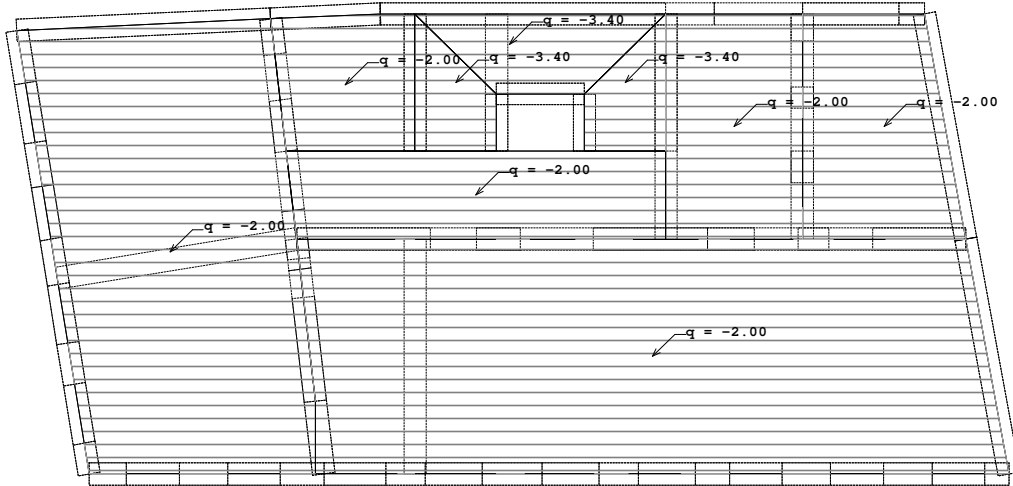 q = -3.40
q = -2.00
q = -3.40
q = -3.40
q = -2.00
q = -2.00
q = -2.00
q = -2.00
q = -2.00